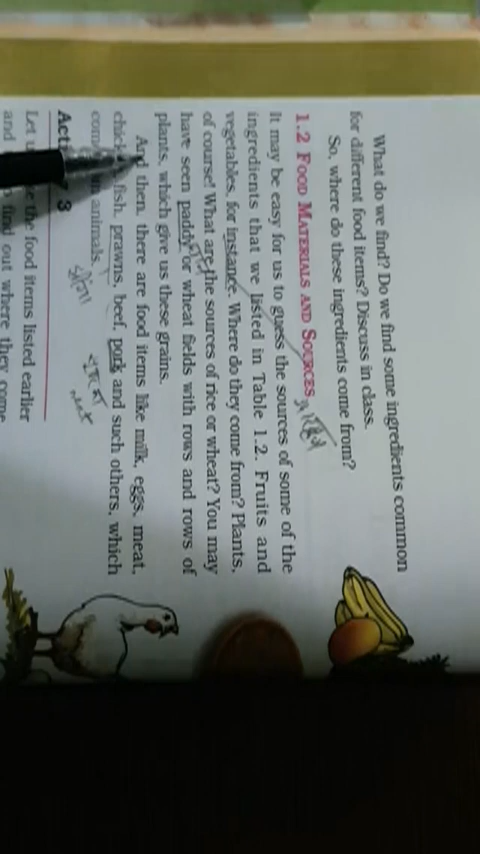 What do we find? Do we find some ingredients common
for different food items? Discuss in class.
So, where do these ingredients come from?
1.2 FOOD MATERIALS AND SOURCES
It may be easy for us to guess the sources of some of the
ingredients that we listed in Table 1.2. Fruits and
vegetables, for instance. Where do they come from? Plants,
of course! What are the sources of rice or wheat? You may
have seen paddy or wheat fields with rows and rows of
plants, which give us these grains.
And then, there are food items like milk, eggs, meat,
fish, prawns, beef, pork and such others, which
animals.
3
the food items listed earlier
and find out where they come